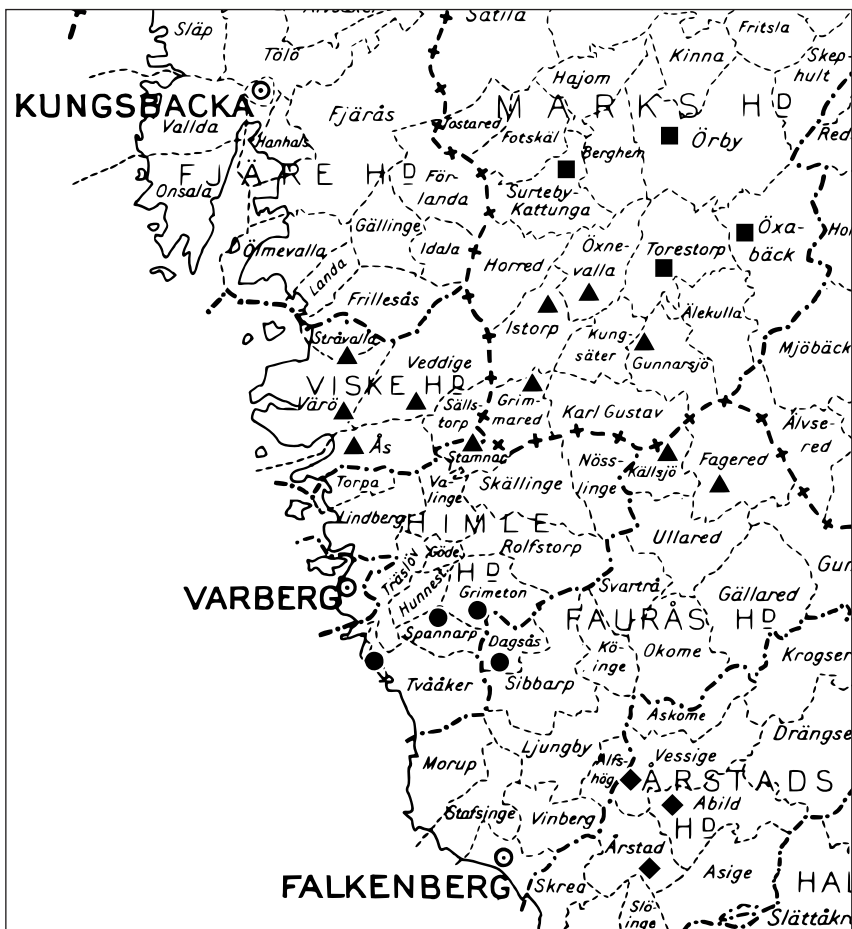 Släp
Tölö
Sätila
Fritsla
Kinna
Skep-
hult
Hajom
KUNGSBACKA
Fjärås
MARKS HD
Vallda
Hanhals
Fotskäl
Berghem
Örby
Red
Onsala
FJÄRE HD
För-
landa
Surteby-
Kattunga
Gällinge
Öxa-
bäck
Ölmevalla
Idala
Horred
Öxne-
valla
Torestorp
Landa
Frillesås
Istorp
Älekulla
Stråvalla
Veddige
Kung-
säter
Gunnarsjö
Mjöbäck
VISKE HD
Värö
Sälls-
torp
Grim-
mared
Karl Gustav
Älvse-
red
Ås
Stamnar
Källsjö
Fagered
Torpa
Va-
linge
Skällinge
Nöss-
linge
Lindberg
HIMLE
HD
Ullared
Träslöv
Göde
Rolfstorp
VARBERG
Hunnest
Grimeton
Svartrå
Gällared
Spannarp
Dagsås
FAURÅS HD
Kö-
inge
Okome
Krogser
Tvååker
Sibbarp
Askome
Drängse
Ljungby
Morup
Alfs-
hög
Vessige
ÅRSTADS
HD
Abild
Stafsinge
Vinberg
Årstad
FALKENBERG
Skrea
Asige
HAL
Slö-
inge
Slättåkr